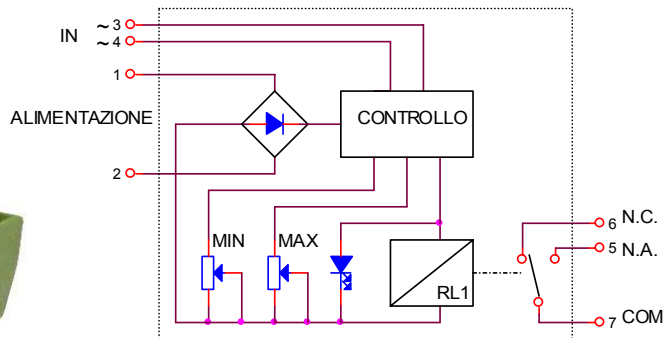 IN
~ 3
~ 4
1
ALIMENTAZIONE
2
CONTROLLO
MIN
MAX
RL1
6 N.C.
5 N.A.
7 COM